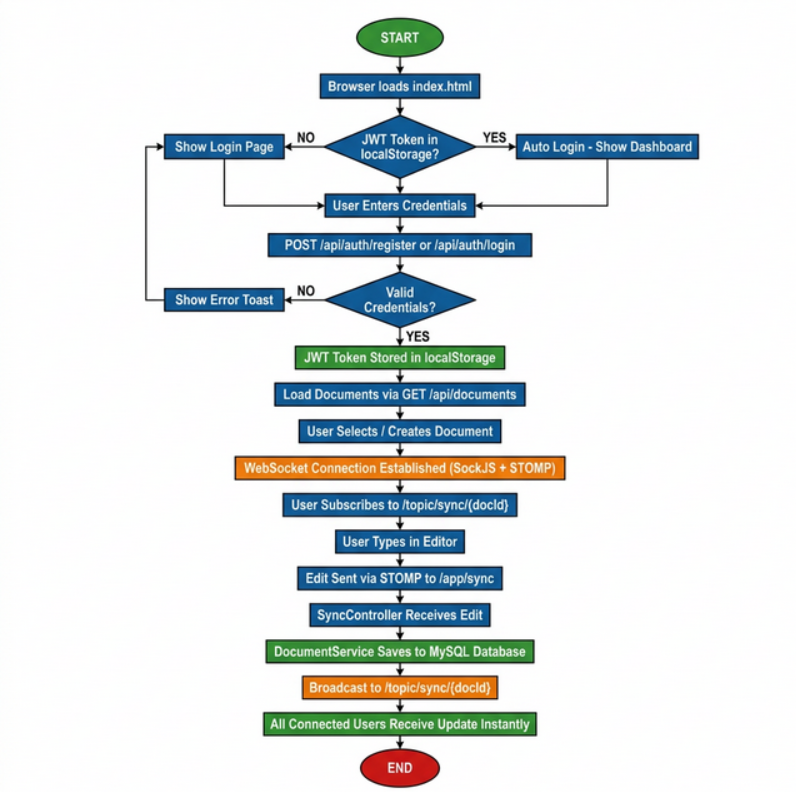 START
Browser loads index.html
JWT Token in
localStorage?
NO
YES
Show Login Page
Auto Login - Show Dashboard
User Enters Credentials
POST /api/auth/register or /api/auth/login
Valid
Credentials?
NO
Show Error Toast
YES
JWT Token Stored in localStorage
Load Documents via GET /api/documents
User Selects / Creates Document
WebSocket Connection Established (SockJS + STOMP)
User Subscribes to /topic/sync/{docId}
User Types in Editor
Edit Sent via STOMP to /app/sync
SyncController Receives Edit
DocumentService Saves to MySQL Database
Broadcast to /topic/sync/{docId}
All Connected Users Receive Update Instantly
END